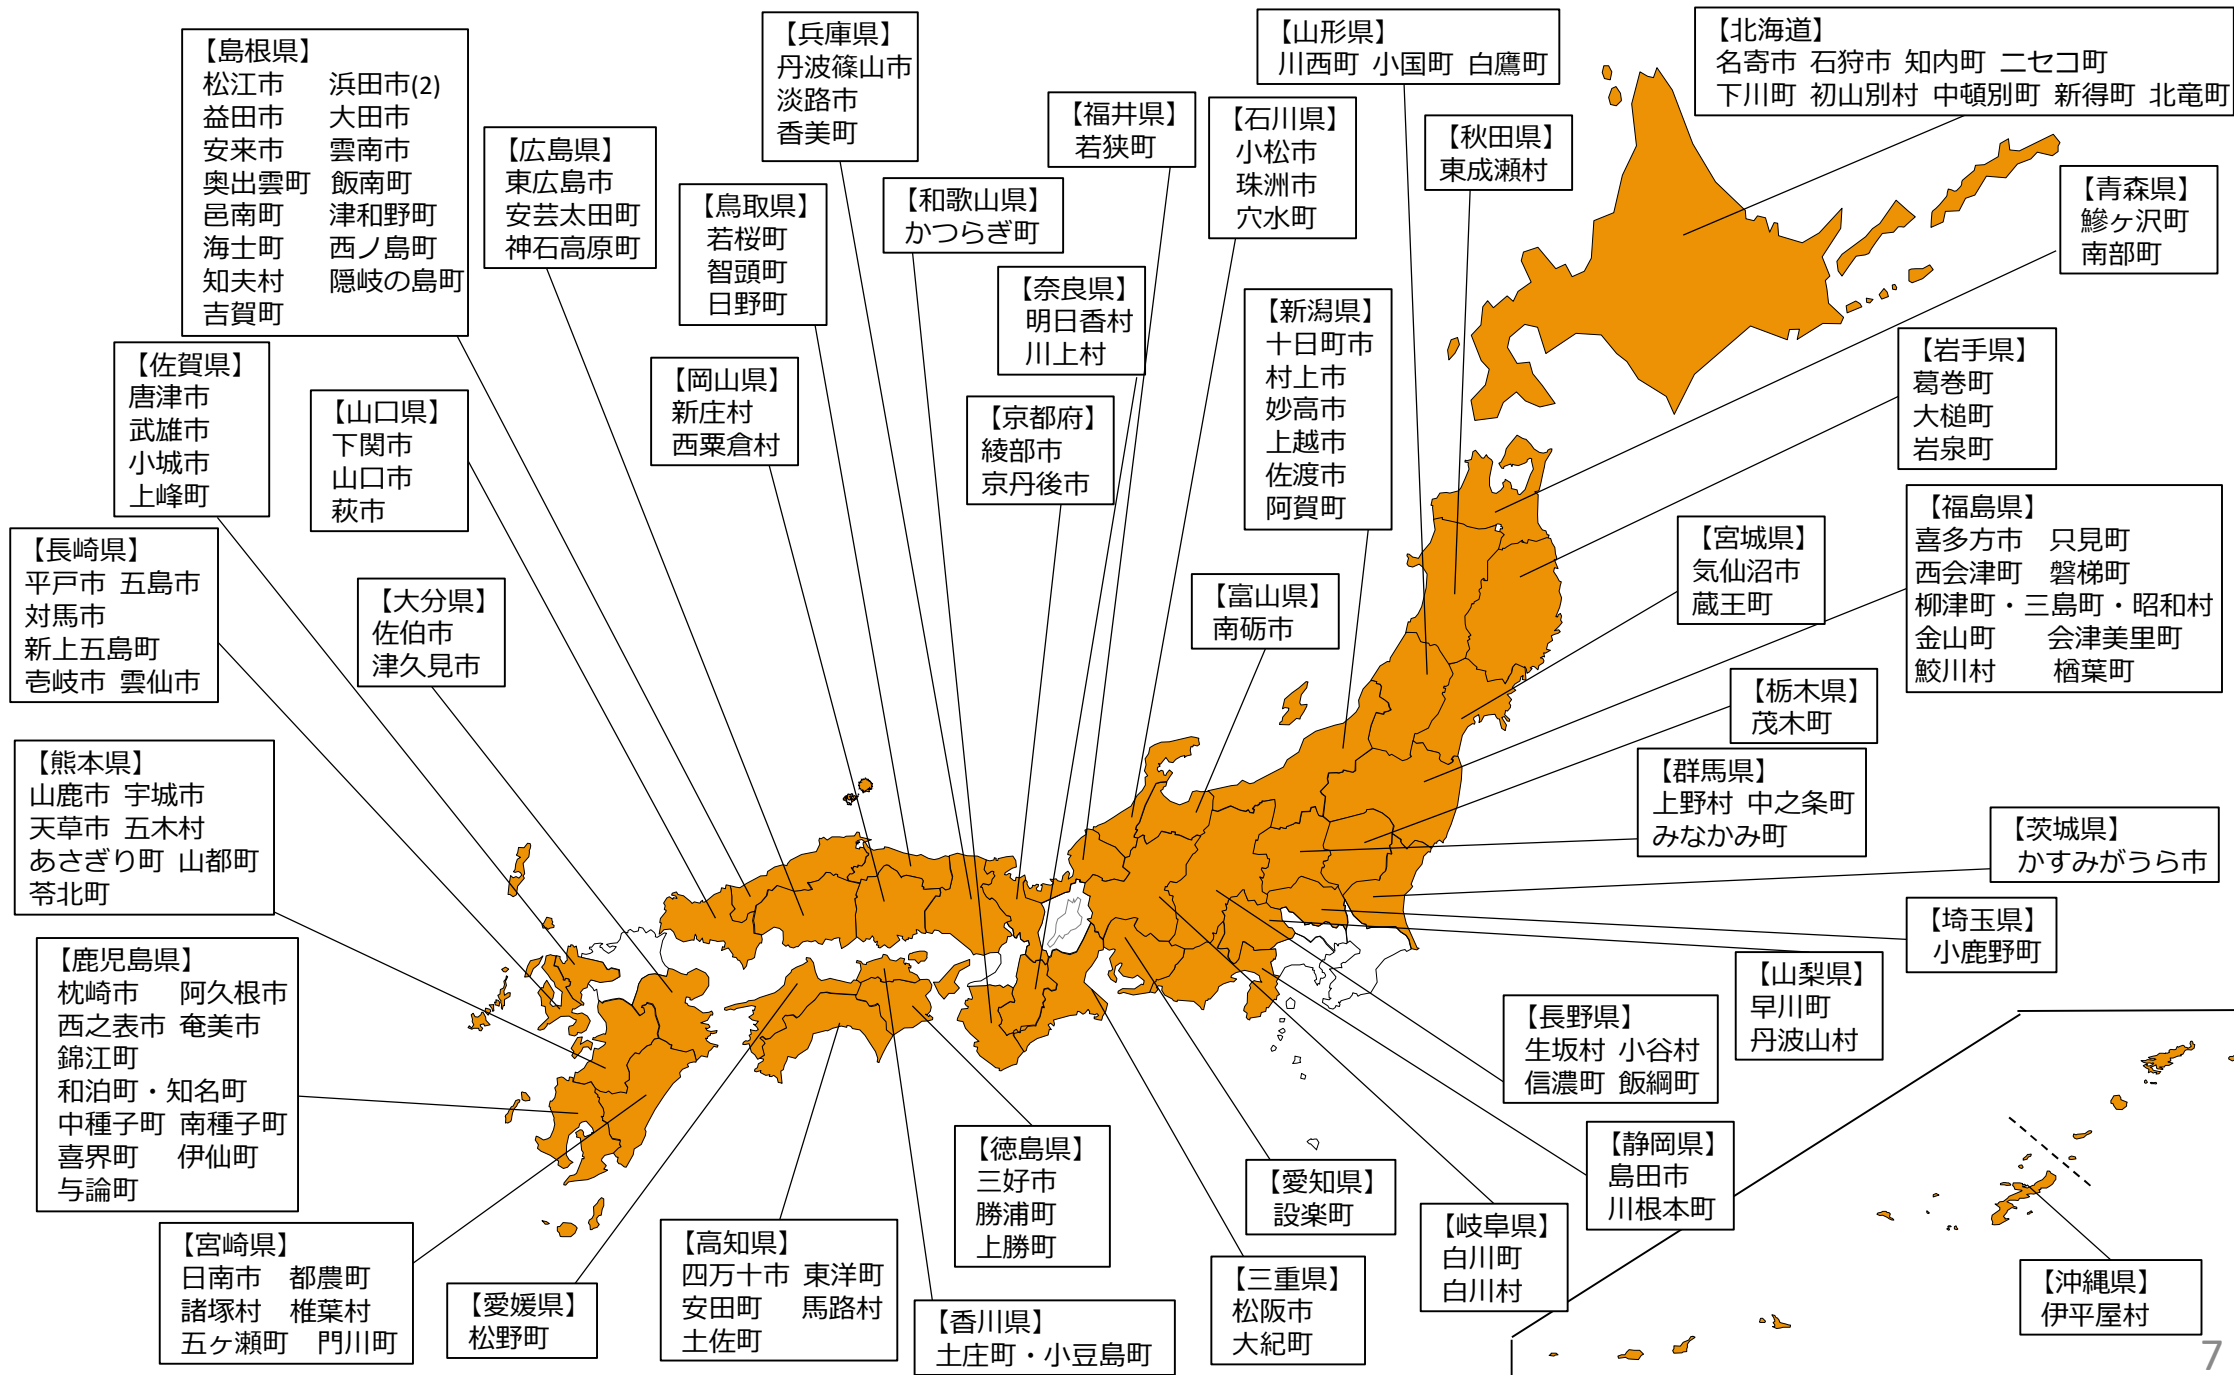 【島根県】
松江市 浜田市(2)
益田市 大田市
安来市 雲南市
奥出雲町 飯南町
邑南町 津和野町
海士町 西ノ島町
知夫村 隠岐の島町
吉賀町
【広島県】
東広島市
安芸太田町
神石高原町
【兵庫県】
丹波篠山市
淡路市
香美町
【鳥取県】
若桜町
智頭町
日野町
【和歌山県】
かつらぎ町
【福井県】
若狭町
【石川県】
小松市
珠洲市
穴水町
【山形県】
川西町 小国町 白鷹町
【秋田県】
東成瀬村
【北海道】
名寄市 石狩市 知内町 ニセコ町
下川町 初山別村 中頓別町 新得町 北竜町
【青森県】
鰺ヶ沢町
南部町
【奈良県】
明日香村
川上村
【新潟県】
十日町市
村上市
妙高市
上越市
佐渡市
阿賀町
【岩手県】
葛巻町
大槌町
岩泉町
【佐賀県】
唐津市
武雄市
小城市
上峰町
【山口県】
下関市
山口市
萩市
【岡山県】
新庄村
西粟倉村
【京都府】
綾部市
京丹後市
【福島県】
喜多方市 只見町
西会津町 磐梯町
柳津町・三島町・昭和村
金山町 会津美里町
鮫川村 楢葉町
【宮城県】
気仙沼市
蔵王町
【長崎県】
平戸市 五島市
対馬市
新上五島町
壱岐市 雲仙市
【大分県】
佐伯市
津久見市
【富山県】
南砺市
【栃木県】
茂木町
【群馬県】
上野村 中之条町
みなかみ町
【茨城県】
かすみがうら市
【熊本県】
山鹿市 宇城市
天草市 五木村
あさぎり町 山都町
苓北町
【埼玉県】
小鹿野町
【鹿児島県】
枕崎市 阿久根市
西之表市 奄美市
錦江町
和泊町・知名町
中種子町 南種子町
喜界町 伊仙町
与論町
【山梨県】
早川町
丹波山村
【長野県】
生坂村 小谷村
信濃町 飯綱町
【静岡県】
島田市
川根本町
【徳島県】
三好市
勝浦町
上勝町
【愛知県】
設楽町
【岐阜県】
白川町
白川村
【宮崎県】
日南市 都農町
諸塚村 椎葉村
五ヶ瀬町 門川町
【愛媛県】
松野町
【高知県】
四万十市 東洋町
安田町 馬路村
土佐町
【香川県】
土庄町・小豆島町
【三重県】
松阪市
大紀町
【沖縄県】
伊平屋村
7